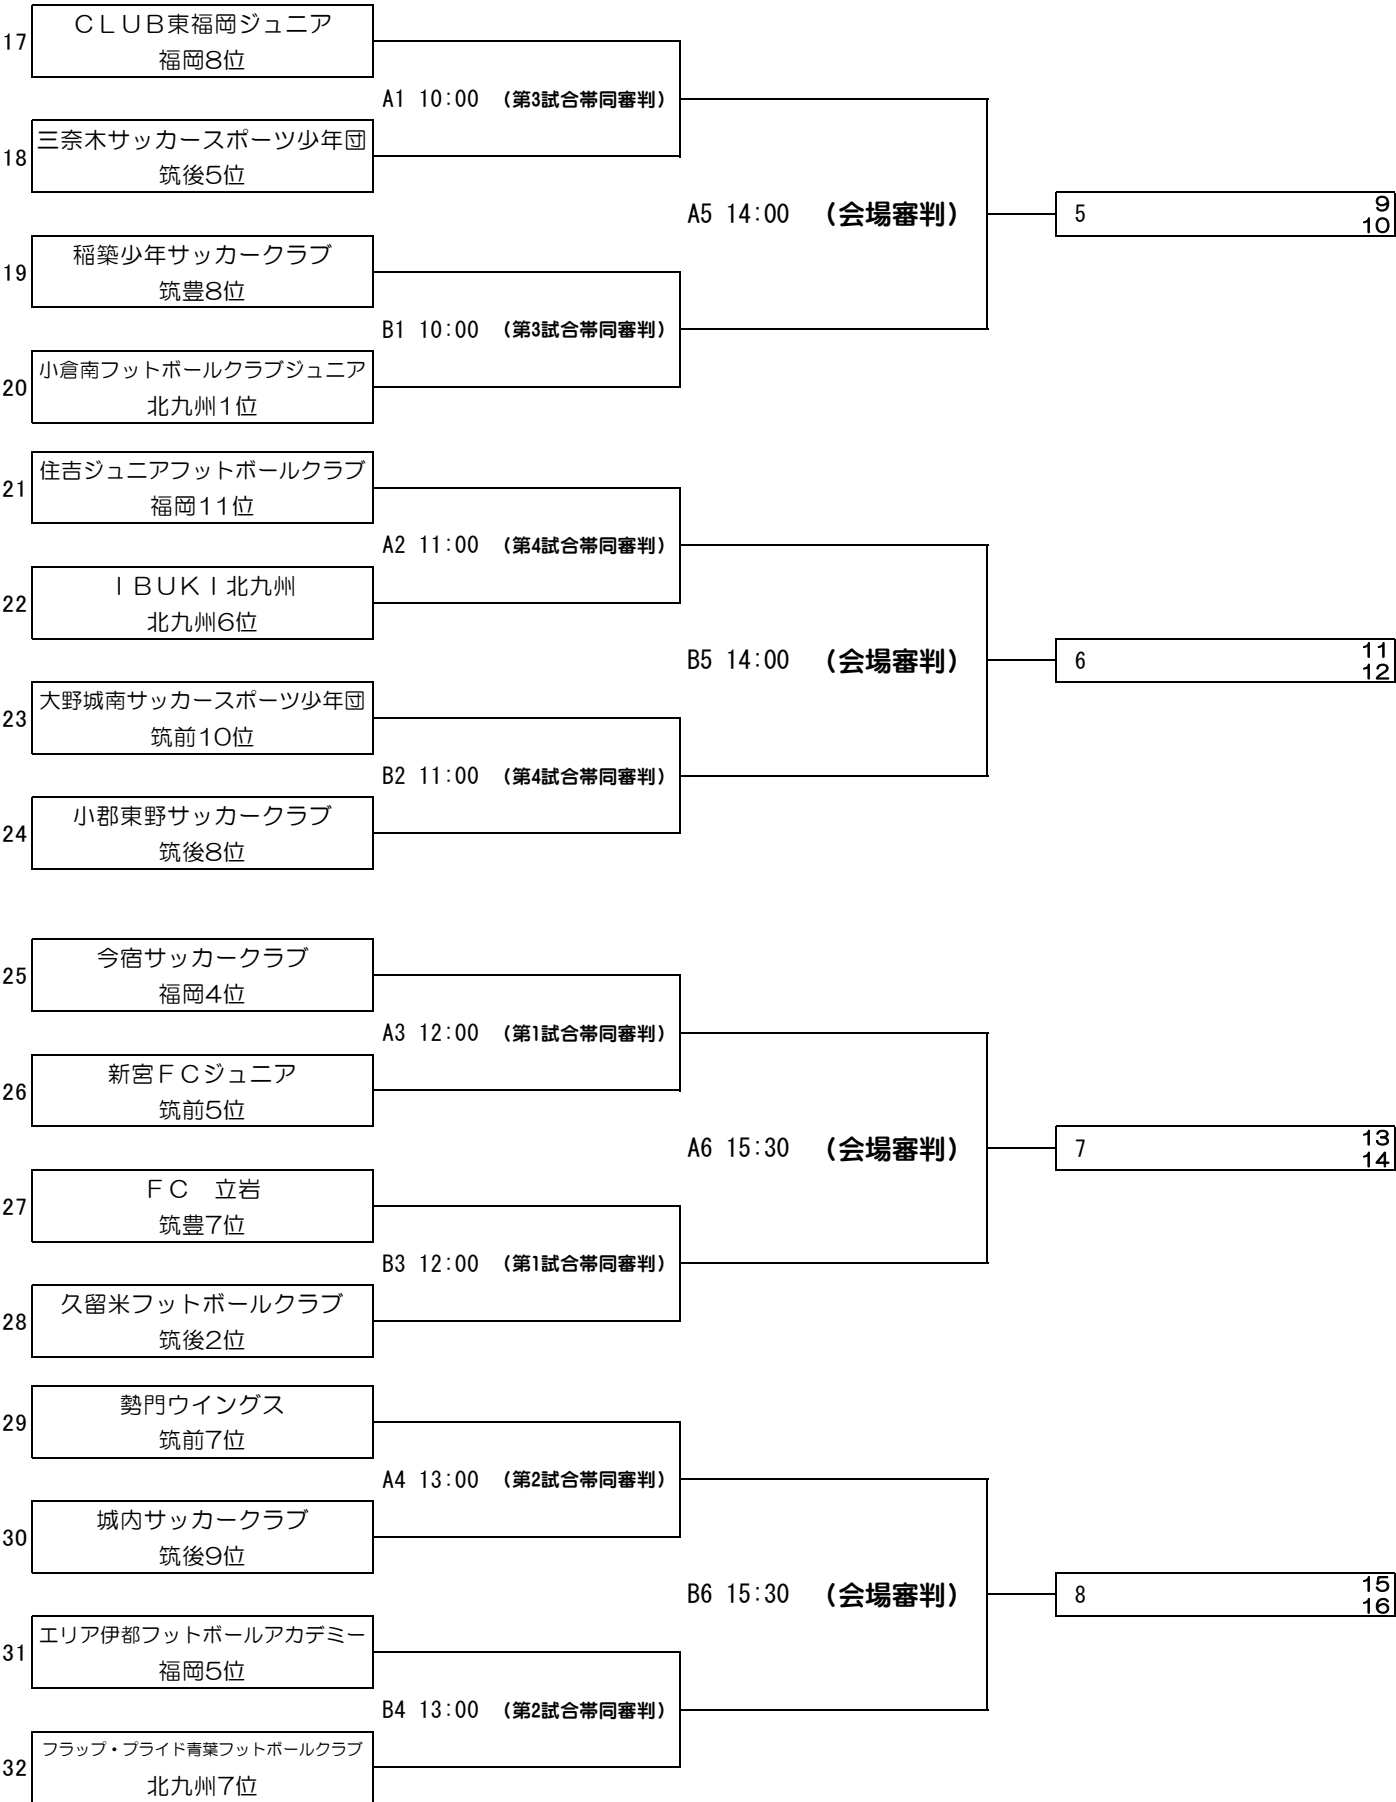 17
CLUB東福岡ジュニア
福岡8位
A1 10:00 (第3試合帯同審判)
18
三奈木サッカースポーツ少年団
筑後5位
A5 14:00 (会場審判)
5
9
10
19
稲築少年サッカークラブ
筑豊8位
B1 10:00 (第3試合帯同審判)
20
小倉南フットボールクラブジュニア
北九州1位
21
住吉ジュニアフットボールクラブ
福岡11位
A2 11:00 (第4試合帯同審判)
22
IBUKI北九州
北九州6位
B5 14:00 (会場審判)
6
11
12
23
大野城南サッカースポーツ少年団
筑前10位
B2 11:00 (第4試合帯同審判)
24
小郡東野サッカークラブ
筑後8位
25
今宿サッカークラブ
福岡4位
A3 12:00 (第1試合帯同審判)
26
新宮FCジュニア
筑前5位
A6 15:30 (会場審判)
7
13
14
27
FC 立岩
筑豊7位
B3 12:00 (第1試合帯同審判)
28
久留米フットボールクラブ
筑後2位
29
勢門ウイングス
筑前7位
A4 13:00 (第2試合帯同審判)
30
城内サッカークラブ
筑後9位
B6 15:30 (会場審判)
8
15
16
31
エリア伊都フットボールアカデミー
福岡5位
B4 13:00 (第2試合帯同審判)
32
フラップ・プライド青葉フットボールクラブ
北九州7位